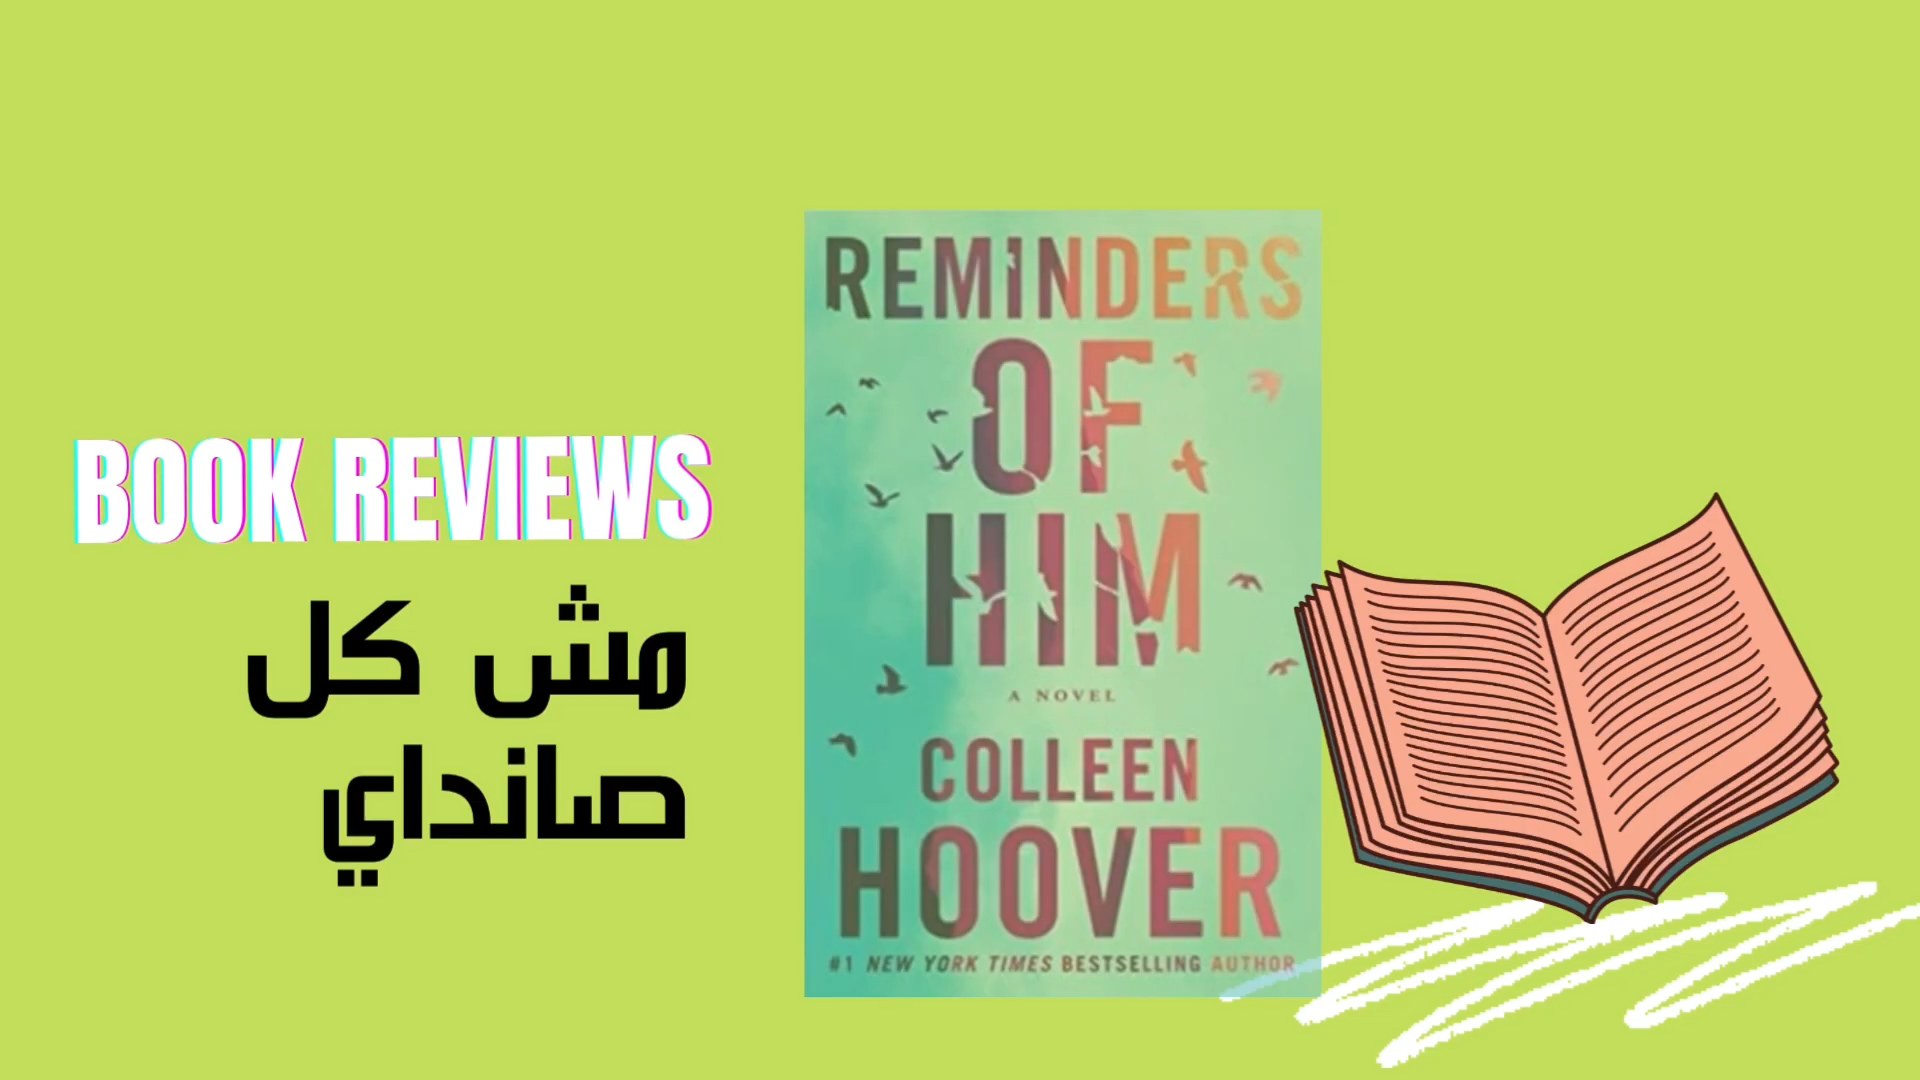 BOOK REVIEWS
مش كل
صانداي
REMINDERS
OF
HIM
A NOVEL
COLLEEN
HOOVER
#1 NEW YORK TIMES BESTSELLING AUTHOR